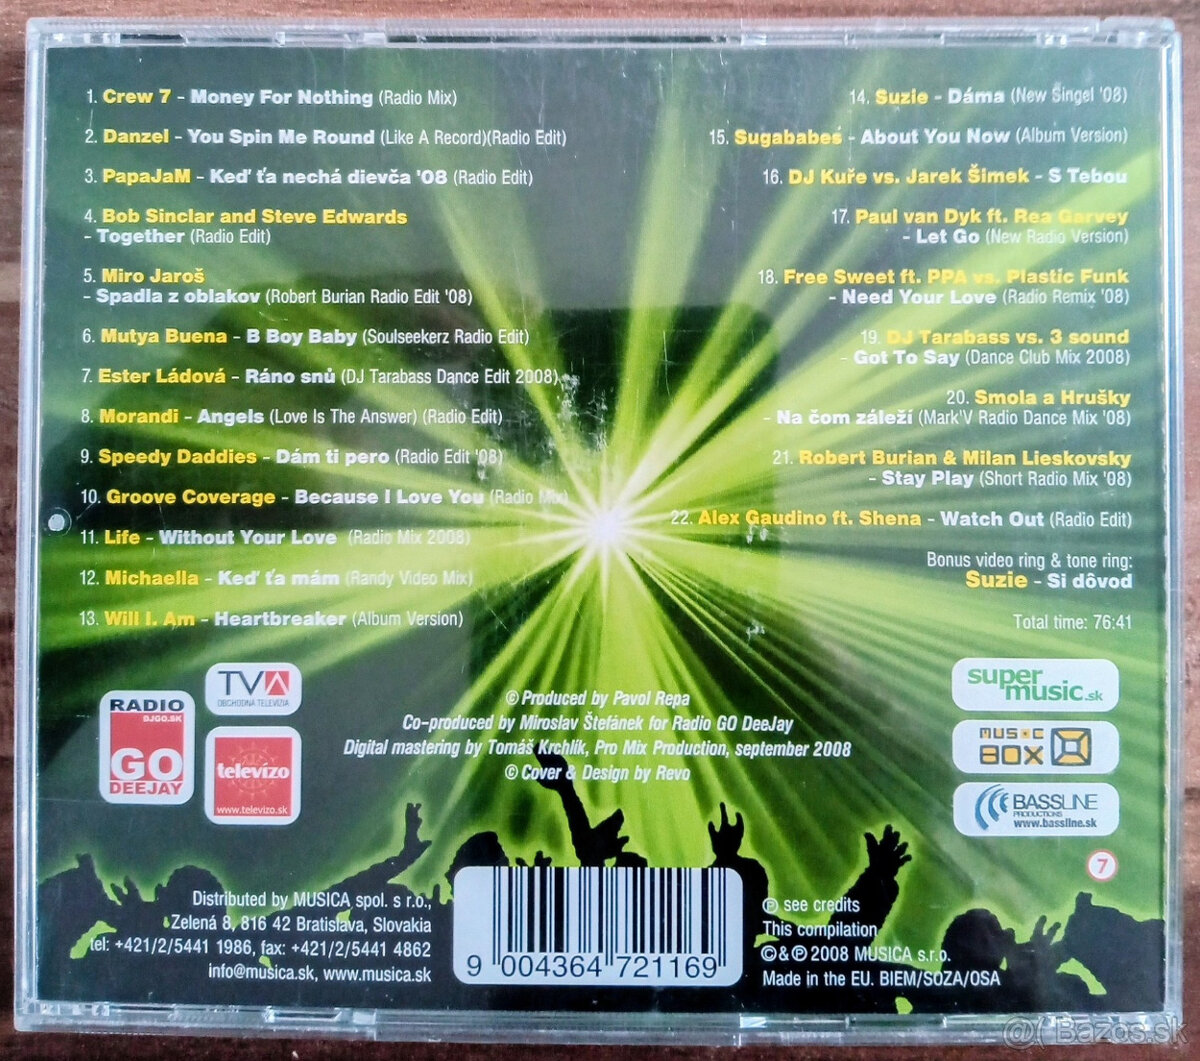 1. Crew 7 - Money For Nothing (Radio Mix)
2. Danzel - You Spin Me Round (Like A Record)(Radio Edit)
3. PapaJaM - Keď ťa nechá dievča '08 (Radio Edit)
4. Bob Sinclar and Steve Edwards
- Together (Radio Edit)
5. Miro Jaroš
- Spadla z oblakov (Robert Burian Radio Edit '08)
6. Mutya Buena - B Boy Baby (Soulseekerz Radio Edit)
7. Ester Ládová - Ráno snů (DJ Tarabass Dance Edit 2008)
8. Morandi - Angels (Love Is The Answer) (Radio Edit)
9. Speedy Daddies - Dám ti pero (Radio Edit '08)
10. Groove Coverage - Because I Love You (Radio Mix)
11. Life - Without Your Love (Radio Mix 2008)
12. Michaella - Keď ťa mám (Randy Video Mix)
13. Will I. Am - Heartbreaker (Album Version)
14. Suzie - Dáma (New Singel '08)
15. Sugababes - About You Now (Album Version)
16. DJ Kuře vs. Jarek Šimek - S Tebou
17. Paul van Dyk ft. Rea Garvey
- Let Go (New Radio Version)
18. Free Sweet ft. PPA vs. Plastic Funk
- Need Your Love (Radio Remix '08)
19. DJ Tarabass vs. 3 sound
- Got To Say (Dance Club Mix 2008)
20. Smola a Hrušky
- Na čom záleží (Mark'V Radio Dance Mix '08)
21. Robert Burian & Milan Lieskovsky
- Stay Play (Short Radio Mix '08)
22. Alex Gaudino ft. Shena - Watch Out (Radio Edit)
Bonus video ring & tone ring:
Suzie - Si dôvod
Total time: 76:41
RADIO
DJGO.SK
GO
DEEJAY
TVA
OBCHODNÁ TELEVÍZIA
televízo
www.televizo.sk
© Produced by Pavol Repa
Co-produced by Miroslav Štefánek for Radio GO DeeJay
Digital mastering by Tomáš Krchlík, Pro Mix Production, september 2008
© Cover & Design by Revo
super
music.sk
MUSIC
BOX
BASSLINE
PRODUCTIONS
www.bassline.sk
7
Distributed by MUSICA spol. s r.o.,
Zelená 8, 816 42 Bratislava, Slovakia
tel: +421/2/5441 1986, fax: +421/2/5441 4862
info@musica.sk, www.musica.sk
9 004364 721169
℗ see credits
This compilation
©&℗ 2008 MUSICA s.r.o.
Made in the EU. BIEM/SOZA/OSA
@( Bazos.sk